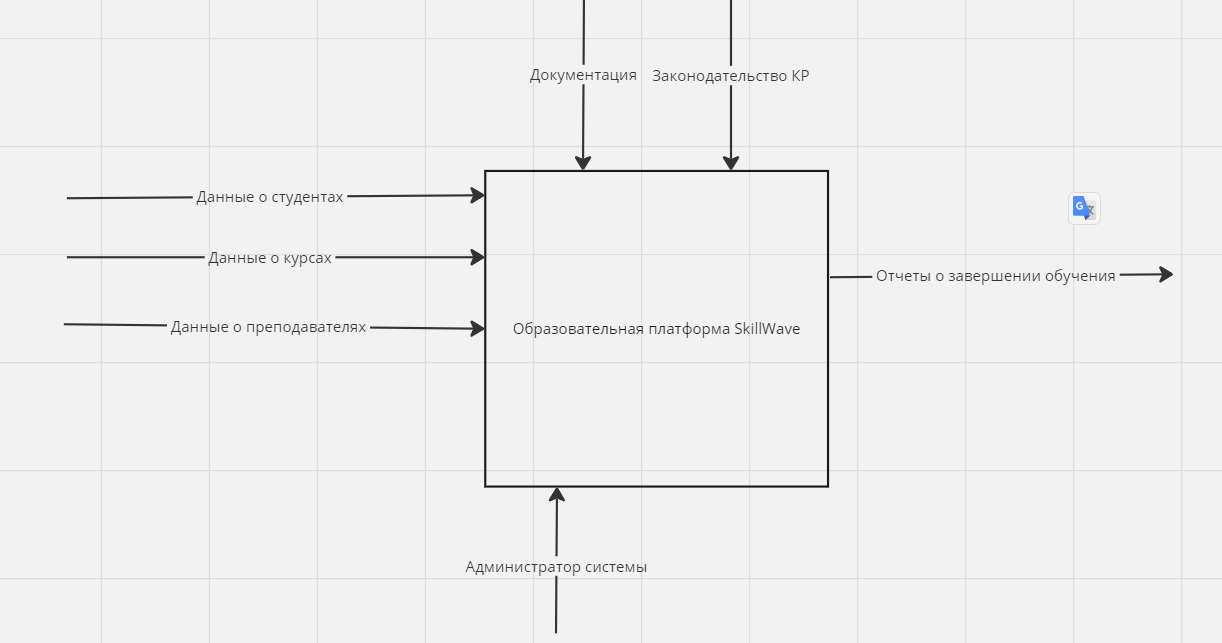 Документация
Законодательство КР
Данные о студентах
Данные о курсах
Отчеты о завершении обучения
Данные о преподавателях
Образовательная платформа SkillWave
Администратор системы